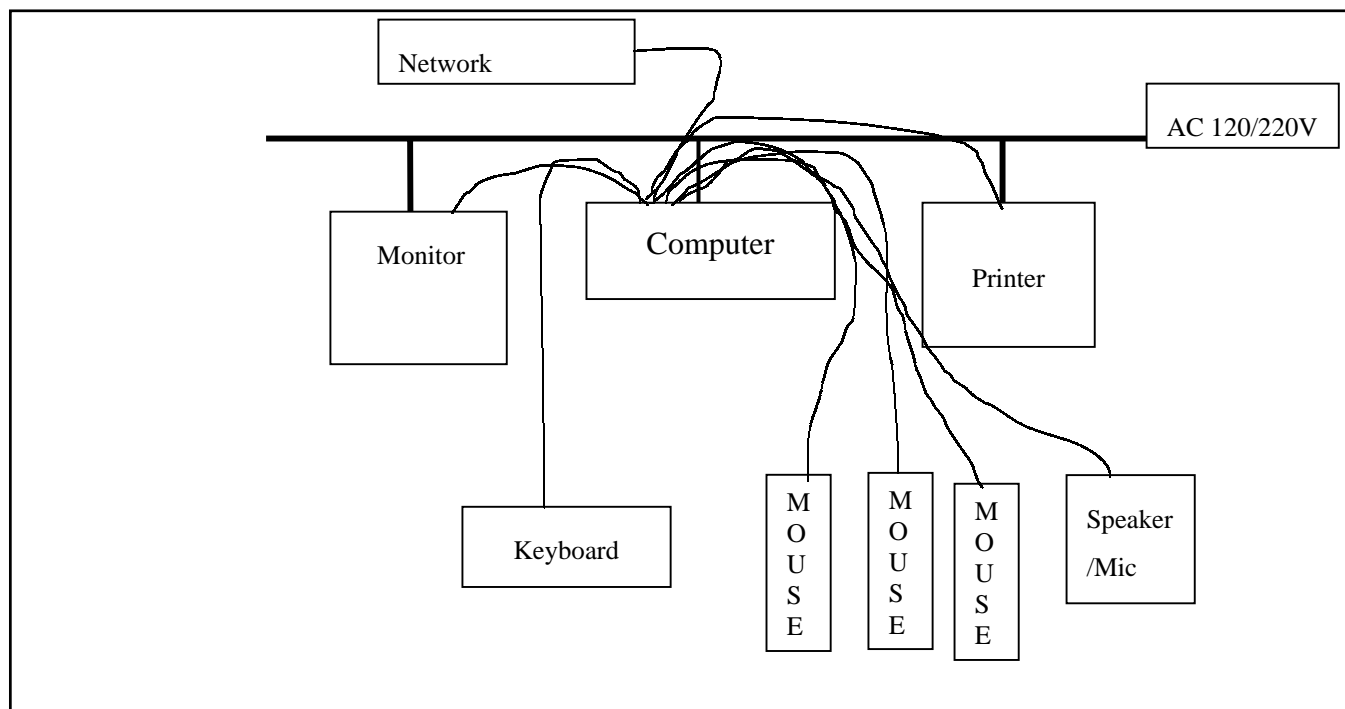 Network
AC 120/220V
Monitor
Computer
Printer
Keyboard
M
O
U
S
E
M
O
U
S
E
M
O
U
S
E
Speaker
/Mic